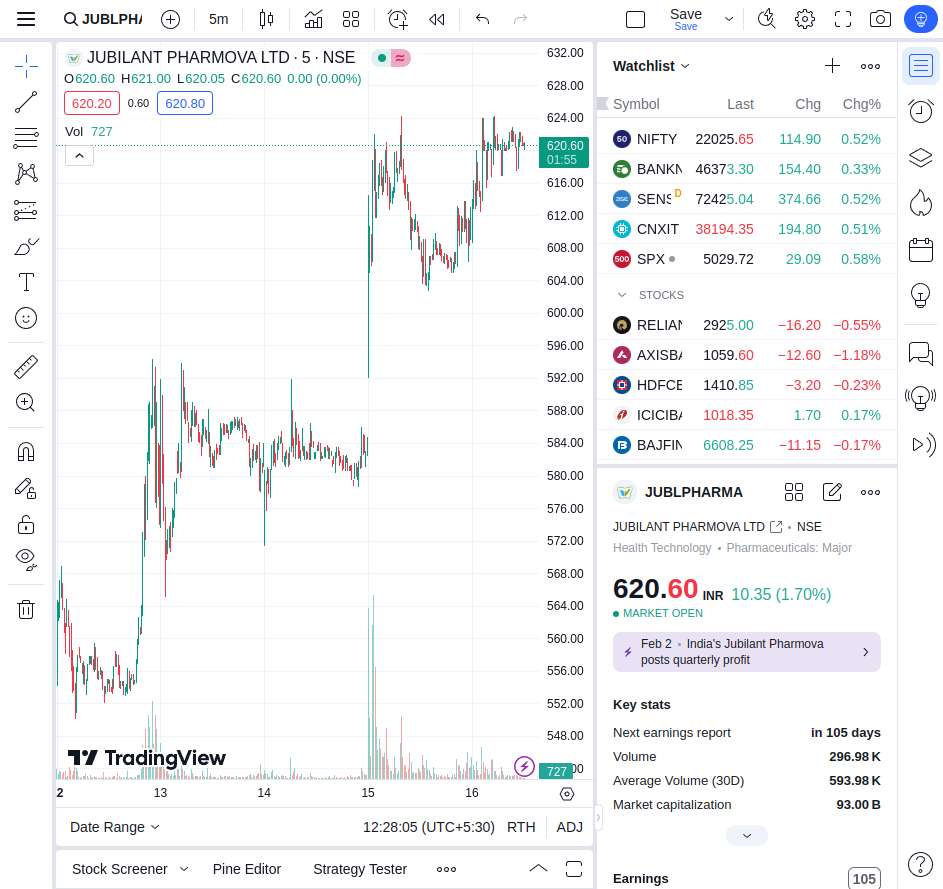 JUBLPHA
5m
Save
Save
JUBILANT PHARMOVA LTD · 5 · NSE
O620.60 H621.00 L620.05 C620.60 0.00 (0.00%)
620.20 0.60 620.80
Vol 727
632.00
628.00
624.00
620.60
01:55
616.00
612.00
608.00
604.00
600.00
596.00
592.00
588.00
584.00
580.00
576.00
572.00
568.00
564.00
560.00
556.00
552.00
548.00
727
TradingView
2 13 14 15 16
Date Range
12:28:05 (UTC+5:30) RTH ADJ
Stock Screener Pine Editor Strategy Tester
Watchlist
Symbol Last Chg Chg%
50 NIFTY 22025.65 114.90 0.52%
BANKN 46373.30 154.40 0.33%
SENS D 72425.04 374.66 0.52%
CNXIT 38194.35 194.80 0.51%
500 SPX 5029.72 29.09 0.58%
STOCKS
RELIAN 2925.00 −16.20 −0.55%
AXISBA 1059.60 −12.60 −1.18%
HDFCB 1410.85 −3.20 −0.23%
ICICIBA 1018.35 1.70 0.17%
BAJFIN 6608.25 −11.15 −0.17%
JUBLPHARMA
JUBILANT PHARMOVA LTD • NSE
Health Technology • Pharmaceuticals: Major
620.60 INR 10.35 (1.70%)
MARKET OPEN
Feb 2 • India's Jubilant Pharmova
posts quarterly profit
Key stats
Next earnings report in 105 days
Volume 296.98 K
Average Volume (30D) 593.98 K
Market capitalization 93.00 B
Earnings 105